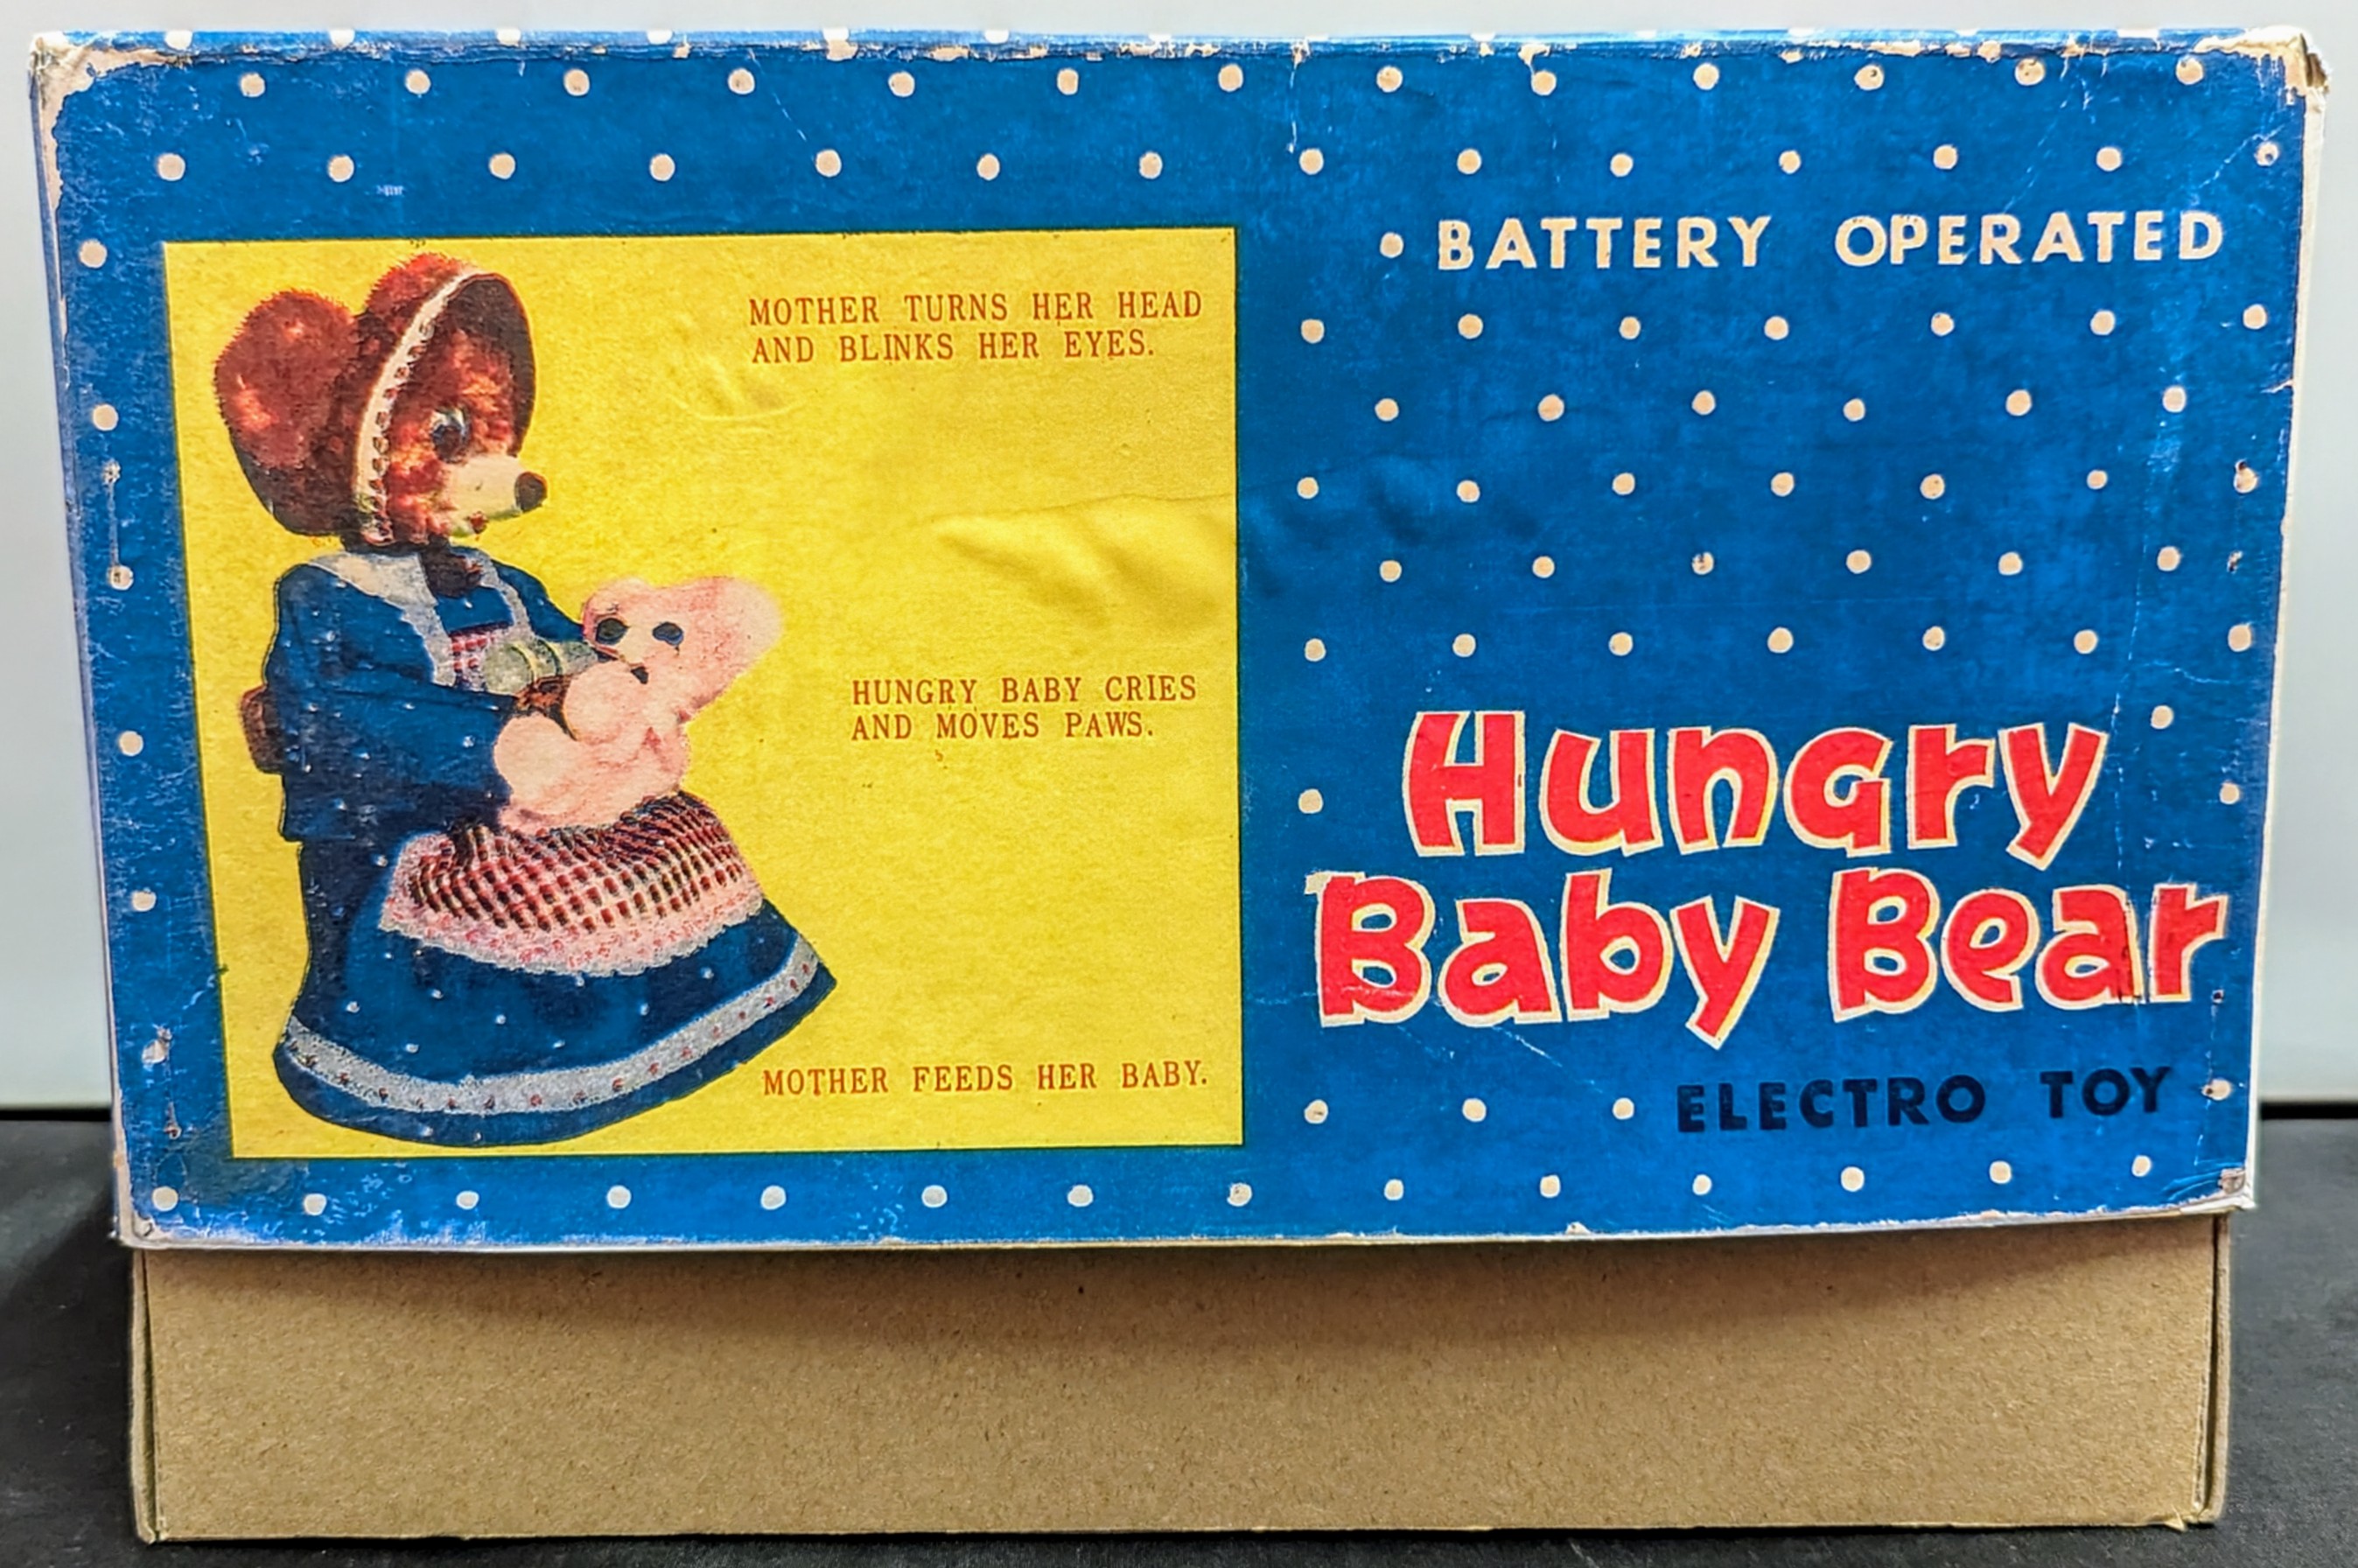 BATTERY OPERATED
MOTHER TURNS HER HEAD
AND BLINKS HER EYES.
HUNGRY BABY CRIES
AND MOVES PAWS.
MOTHER FEEDS HER BABY.
Hungry
Baby Bear
ELECTRO TOY